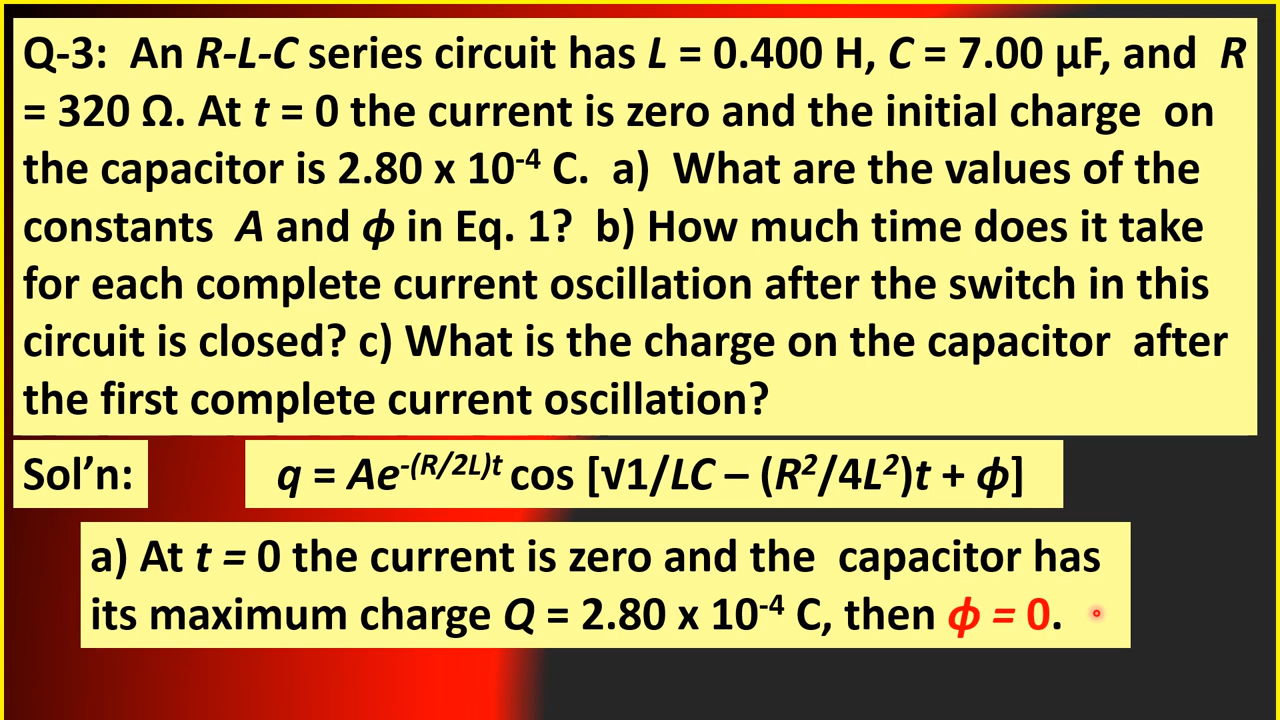 Q-3: An R-L-C series circuit has L = 0.400 H, C = 7.00 µF, and R
= 320 Ω. At t = 0 the current is zero and the initial charge on
the capacitor is 2.80 x 10⁻⁴ C. a) What are the values of the
constants A and ϕ in Eq. 1? b) How much time does it take
for each complete current oscillation after the switch in this
circuit is closed? c) What is the charge on the capacitor after
the first complete current oscillation?
Sol’n: q = Ae⁻⁽ᴿ/²ᴸ⁾ᵗ cos [√1/LC – (R²/4L²)t + ϕ]
a) At t = 0 the current is zero and the capacitor has
its maximum charge Q = 2.80 x 10⁻⁴ C, then ϕ = 0.